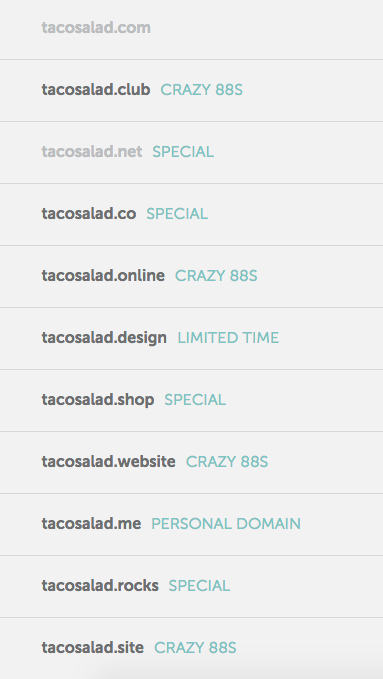 tacosalad.com
tacosalad.club CRAZY 88S
tacosalad.net SPECIAL
tacosalad.co SPECIAL
tacosalad.online CRAZY 88S
tacosalad.design LIMITED TIME
tacosalad.shop SPECIAL
tacosalad.website CRAZY 88S
tacosalad.me PERSONAL DOMAIN
tacosalad.rocks SPECIAL
tacosalad.site CRAZY 88S